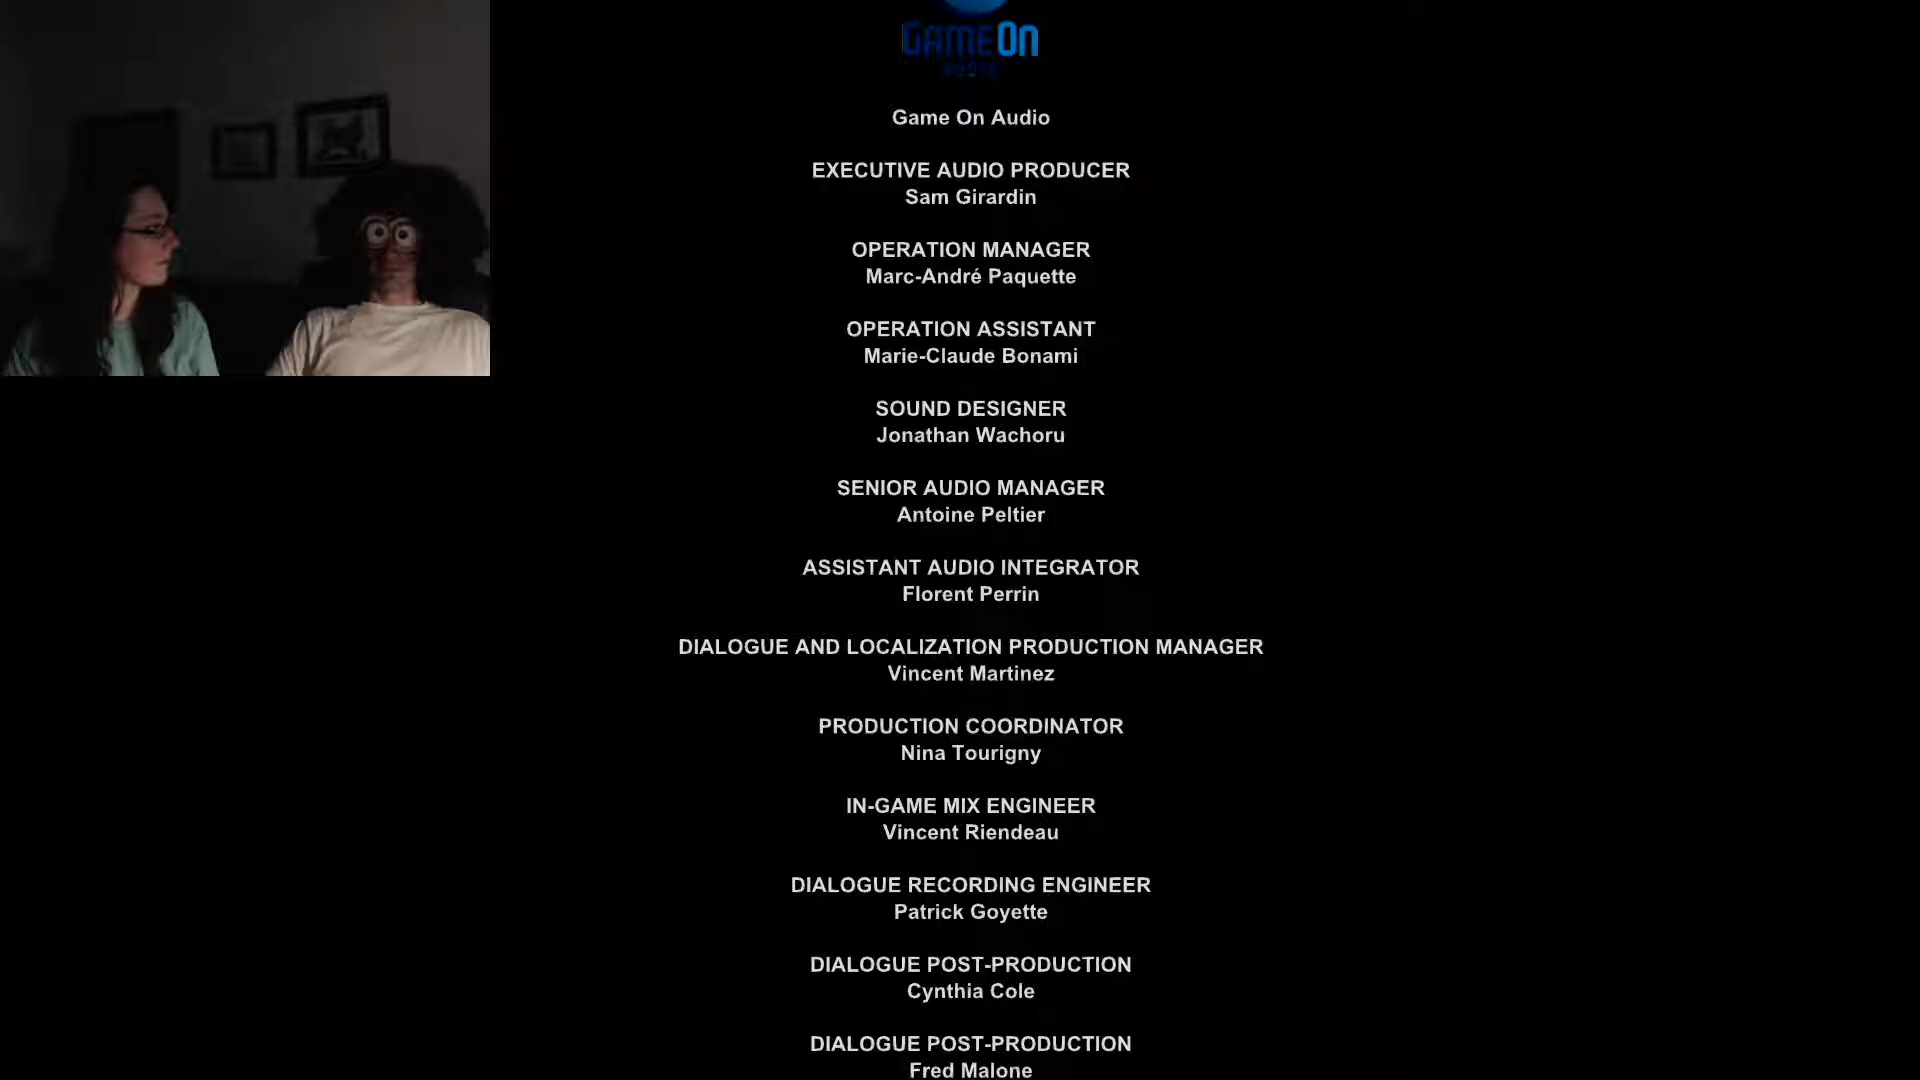 GAMEON
AUDIO
Game On Audio
EXECUTIVE AUDIO PRODUCER
Sam Girardin
OPERATION MANAGER
Marc-André Paquette
OPERATION ASSISTANT
Marie-Claude Bonami
SOUND DESIGNER
Jonathan Wachoru
SENIOR AUDIO MANAGER
Antoine Peltier
ASSISTANT AUDIO INTEGRATOR
Florent Perrin
DIALOGUE AND LOCALIZATION PRODUCTION MANAGER
Vincent Martinez
PRODUCTION COORDINATOR
Nina Tourigny
IN-GAME MIX ENGINEER
Vincent Riendeau
DIALOGUE RECORDING ENGINEER
Patrick Goyette
DIALOGUE POST-PRODUCTION
Cynthia Cole
DIALOGUE POST-PRODUCTION
Fred Malone